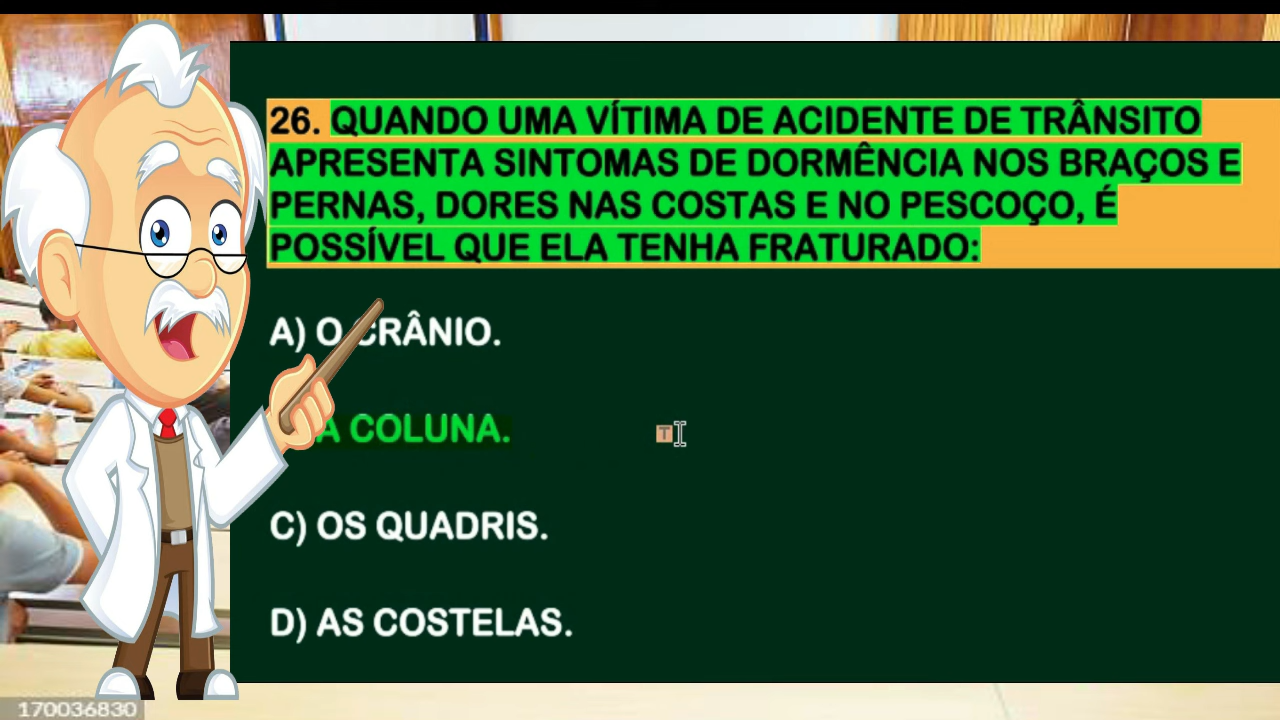 26. QUANDO UMA VÍTIMA DE ACIDENTE DE TRÂNSITO
APRESENTA SINTOMAS DE DORMÊNCIA NOS BRAÇOS E
PERNAS, DORES NAS COSTAS E NO PESCOÇO, É
POSSÍVEL QUE ELA TENHA FRATURADO:
A) O CRÂNIO.
A COLUNA.
C) OS QUADRIS.
D) AS COSTELAS.
T
170036830